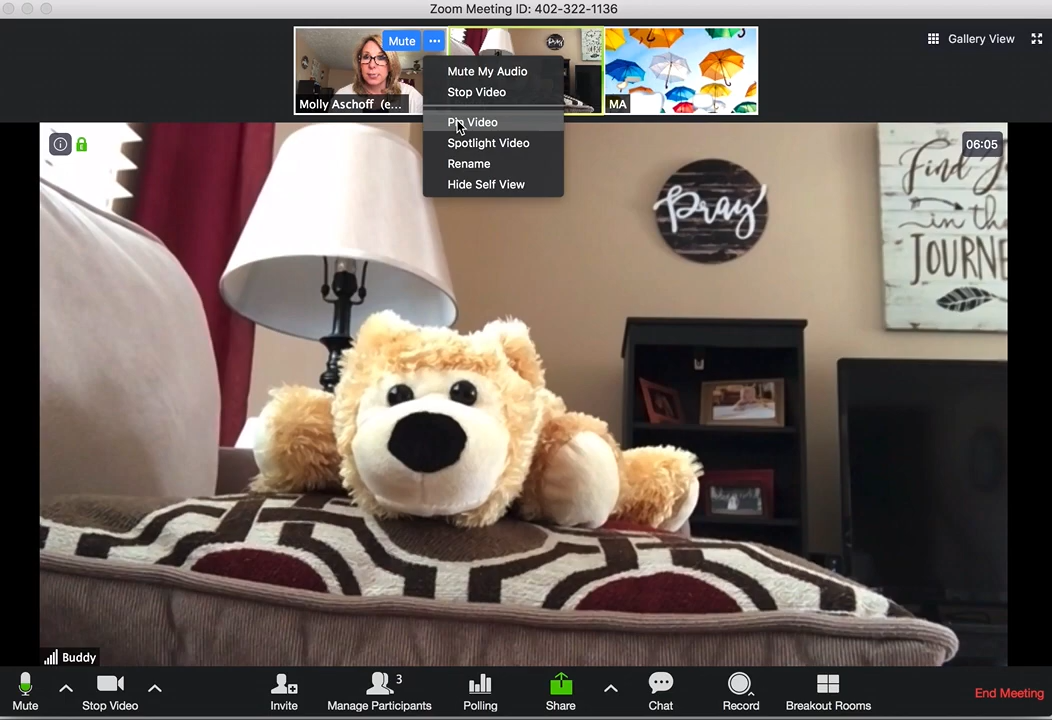 Zoom Meeting ID: 402-322-1136
Mute
Gallery View
Molly Aschoff (e...
pray
MA
Mute My Audio
Stop Video
Pin Video
Spotlight Video
Rename
Hide Self View
06:05
pray
Find
in the
JOURNE
Buddy
Mute
Stop Video
Invite
Manage Participants
3
Polling
Share
Chat
Record
Breakout Rooms
End Meeting